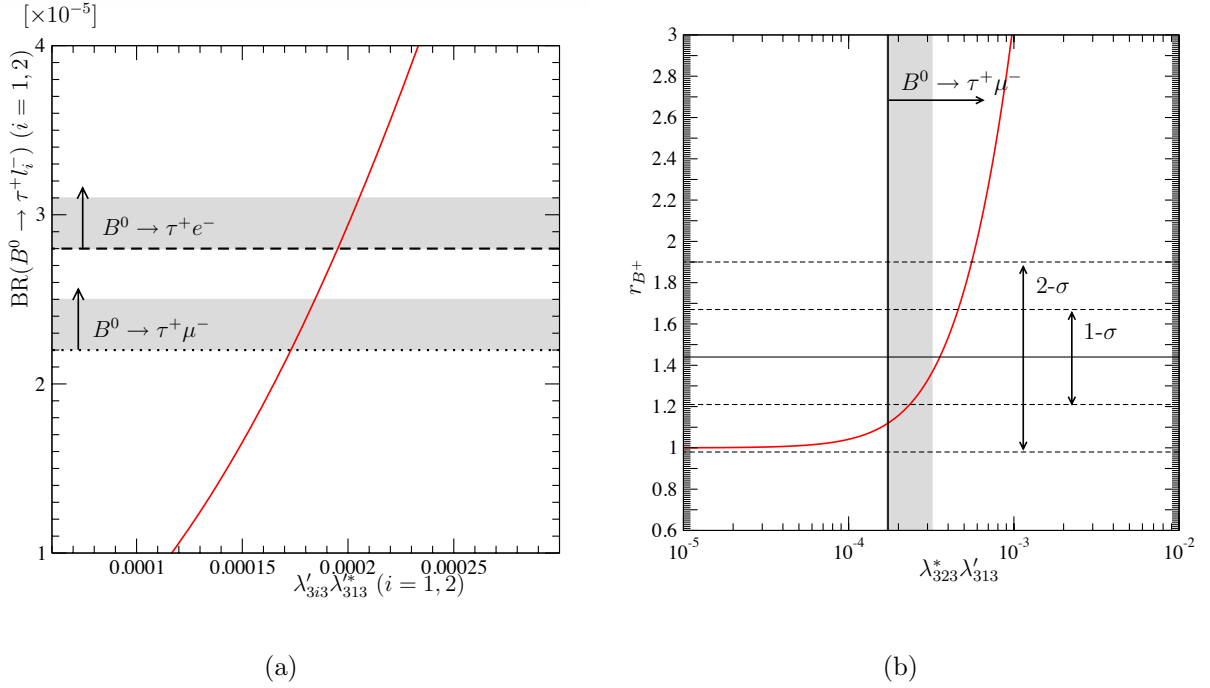 [×10⁻⁵]
BR(B⁰ → τ⁺lᵢ⁻) (i = 1, 2)
4
3
2
1
B⁰ → τ⁺e⁻
B⁰ → τ⁺μ⁻
0.0001 0.00015 0.0002 0.00025
λ′₃ᵢ₃λ′*₃₁₃ (i = 1, 2)
(a)
r_{B⁺}
3
2.8
2.6
2.4
2.2
2
1.8
1.6
1.4
1.2
1
0.8
0.6
B⁰ → τ⁺μ⁻
2-σ
1-σ
10⁻⁵ 10⁻⁴ 10⁻³ 10⁻²
λ*₃₂₃λ′₃₁₃
(b)